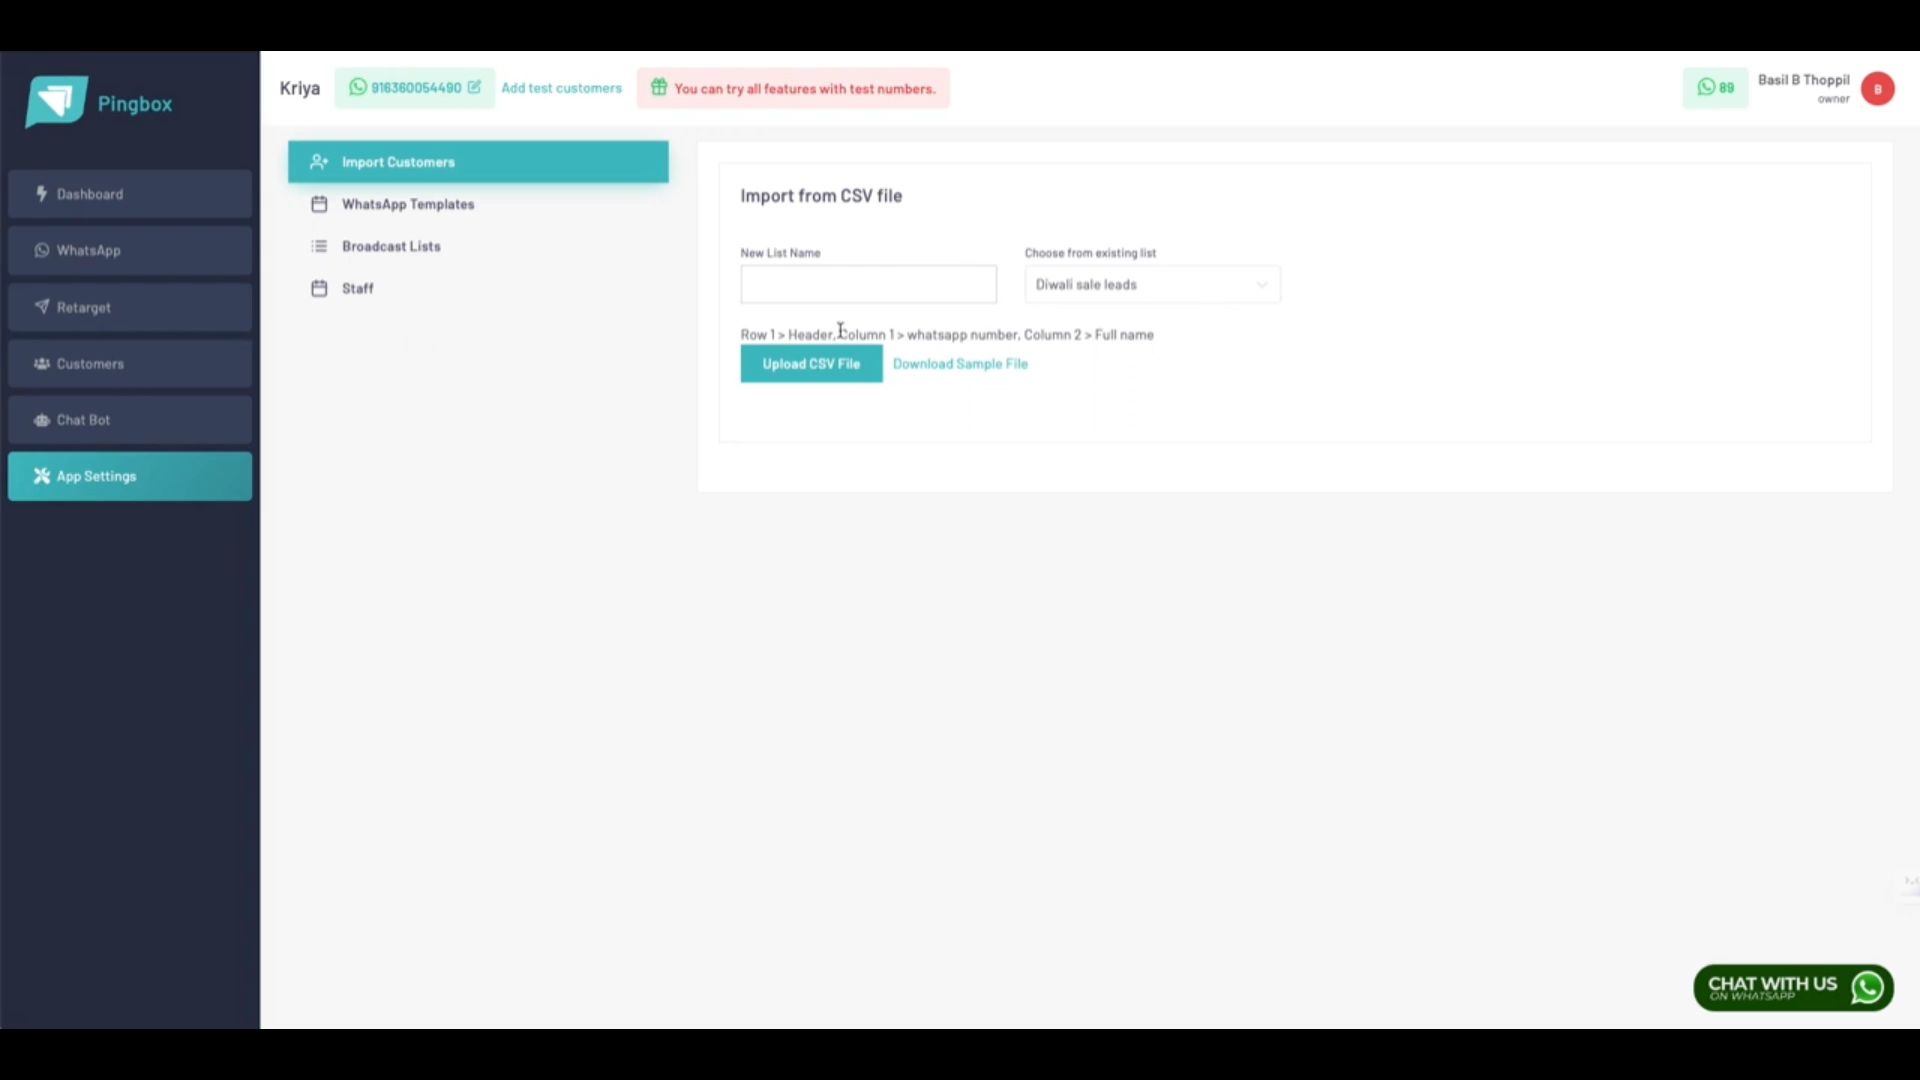 Pingbox
Kriya
916360054490
Add test customers
You can try all features with test numbers.
89
Basil B Thoppil
owner
B
Dashboard
WhatsApp
Retarget
Customers
Chat Bot
App Settings
Import Customers
WhatsApp Templates
Broadcast Lists
Staff
Import from CSV file
New List Name
Choose from existing list
Diwali sale leads
Row 1 > Header, Column 1 > whatsapp number, Column 2 > Full name
Upload CSV File
Download Sample File
CHAT WITH US
ON WHATSAPP